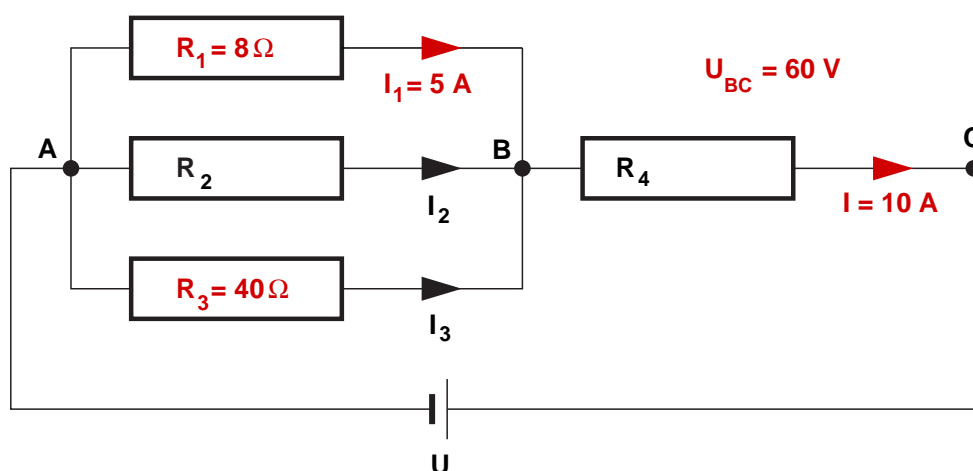 R1 = 8 Ω
I1 = 5 A
UBC = 60 V
A
R2
I2
B
R4
I = 10 A
C
R3 = 40 Ω
I3
U